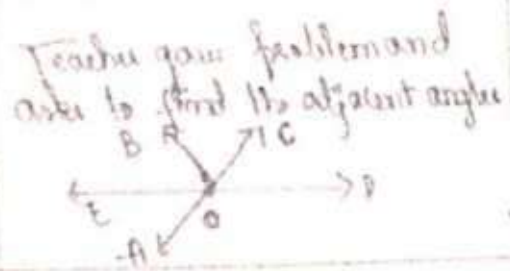 Teacher gave problem and
asks to find the adjacent angles
B C
E O D
A